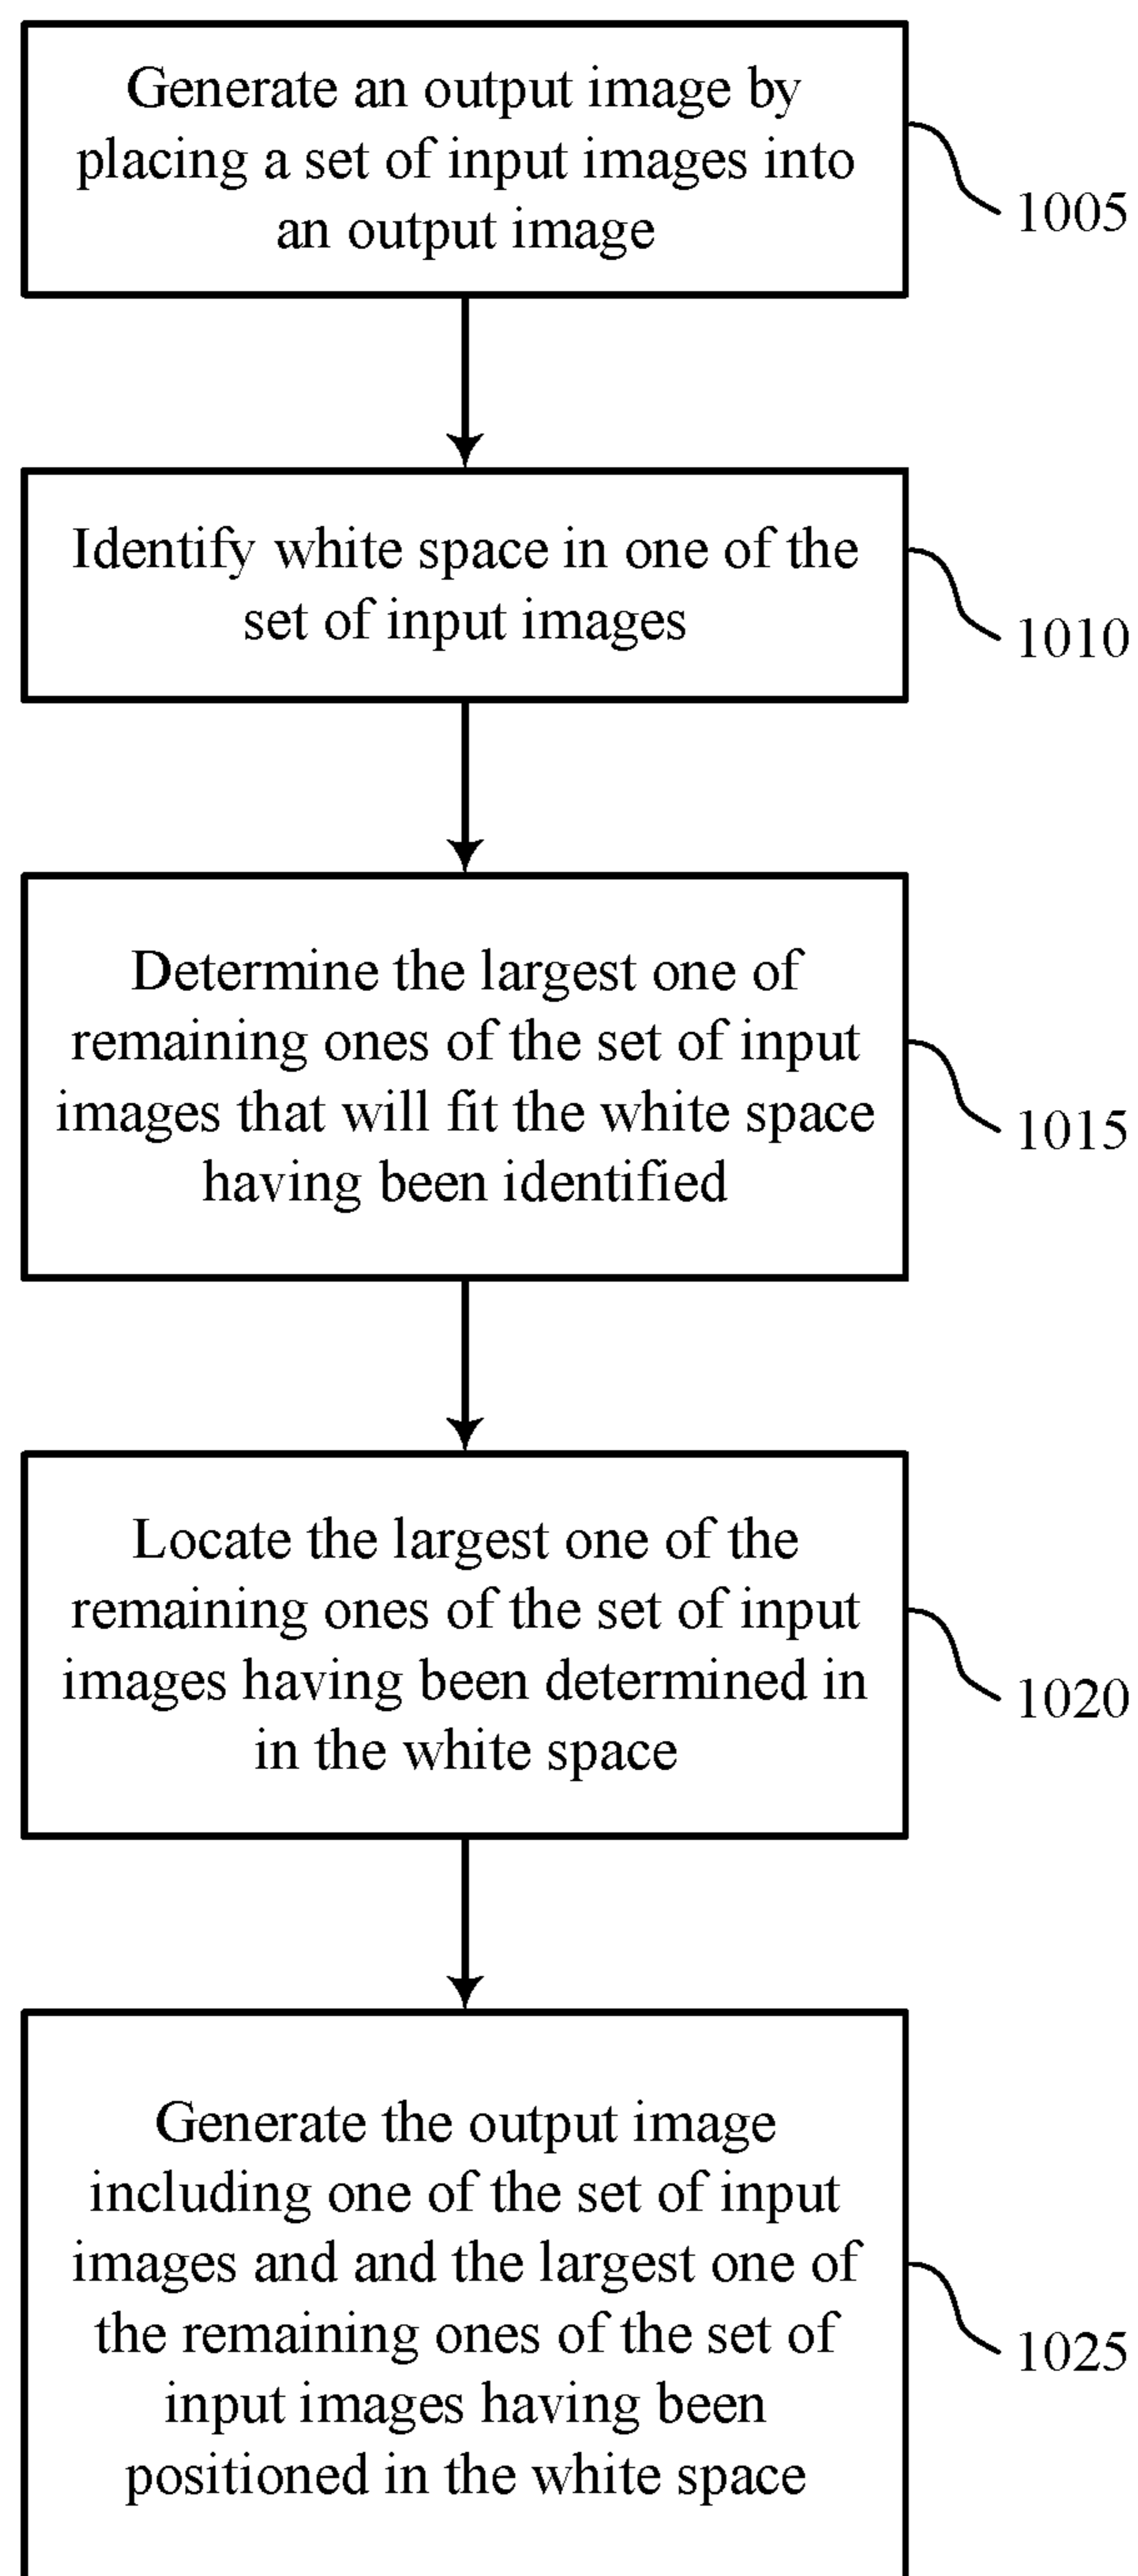 Generate an output image by
placing a set of input images into
an output image
1005
Identify white space in one of the
set of input images
1010
Determine the largest one of
remaining ones of the set of input
images that will fit the white space
having been identified
1015
Locate the largest one of the
remaining ones of the set of input
images having been determined in
in the white space
1020
Generate the output image
including one of the set of input
images and and the largest one of
the remaining ones of the set of
input images having been
positioned in the white space
1025